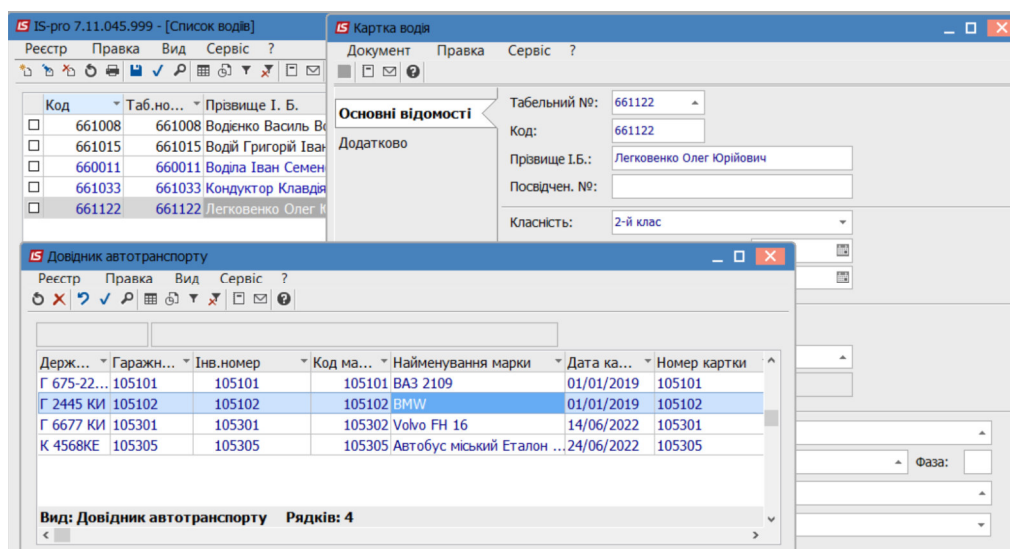 IS-pro 7.11.045.999 - [Список водіїв]
Реєстр Правка Вид Сервіс ?
Код Таб.но... Прізвище І. Б.
661008 661008 Водієнко Василь
661015 661015 Водій Григорій Іван
660011 660011 Воділа Іван Семен
661033 661033 Кондуктор Клавдія
661122 661122 Легковенко Олег
Картка водія
Документ Правка Сервіс ?
Основні відомості
Додатково
Табельний №: 661122
Код: 661122
Прізвище І.Б.: Легковенко Олег Юрійович
Посвідчен. №:
Класність: 2-й клас
Фаза:
Довідник автотранспорту
Реєстр Правка Вид Сервіс ?
Держ... Гаражн... Інв.номер Код ма... Найменування марки Дата ка... Номер картки
Г 675-22... 105101 105101 105101 ВАЗ 2109 01/01/2019 105101
Г 2445 КИ 105102 105102 105102 BMW 01/01/2019 105102
Г 6677 КИ 105301 105301 105302 Volvo FH 16 14/06/2022 105301
К 4568КЕ 105305 105305 105305 Автобус міський Еталон ... 24/06/2022 105305
Вид: Довідник автотранспорту Рядків: 4